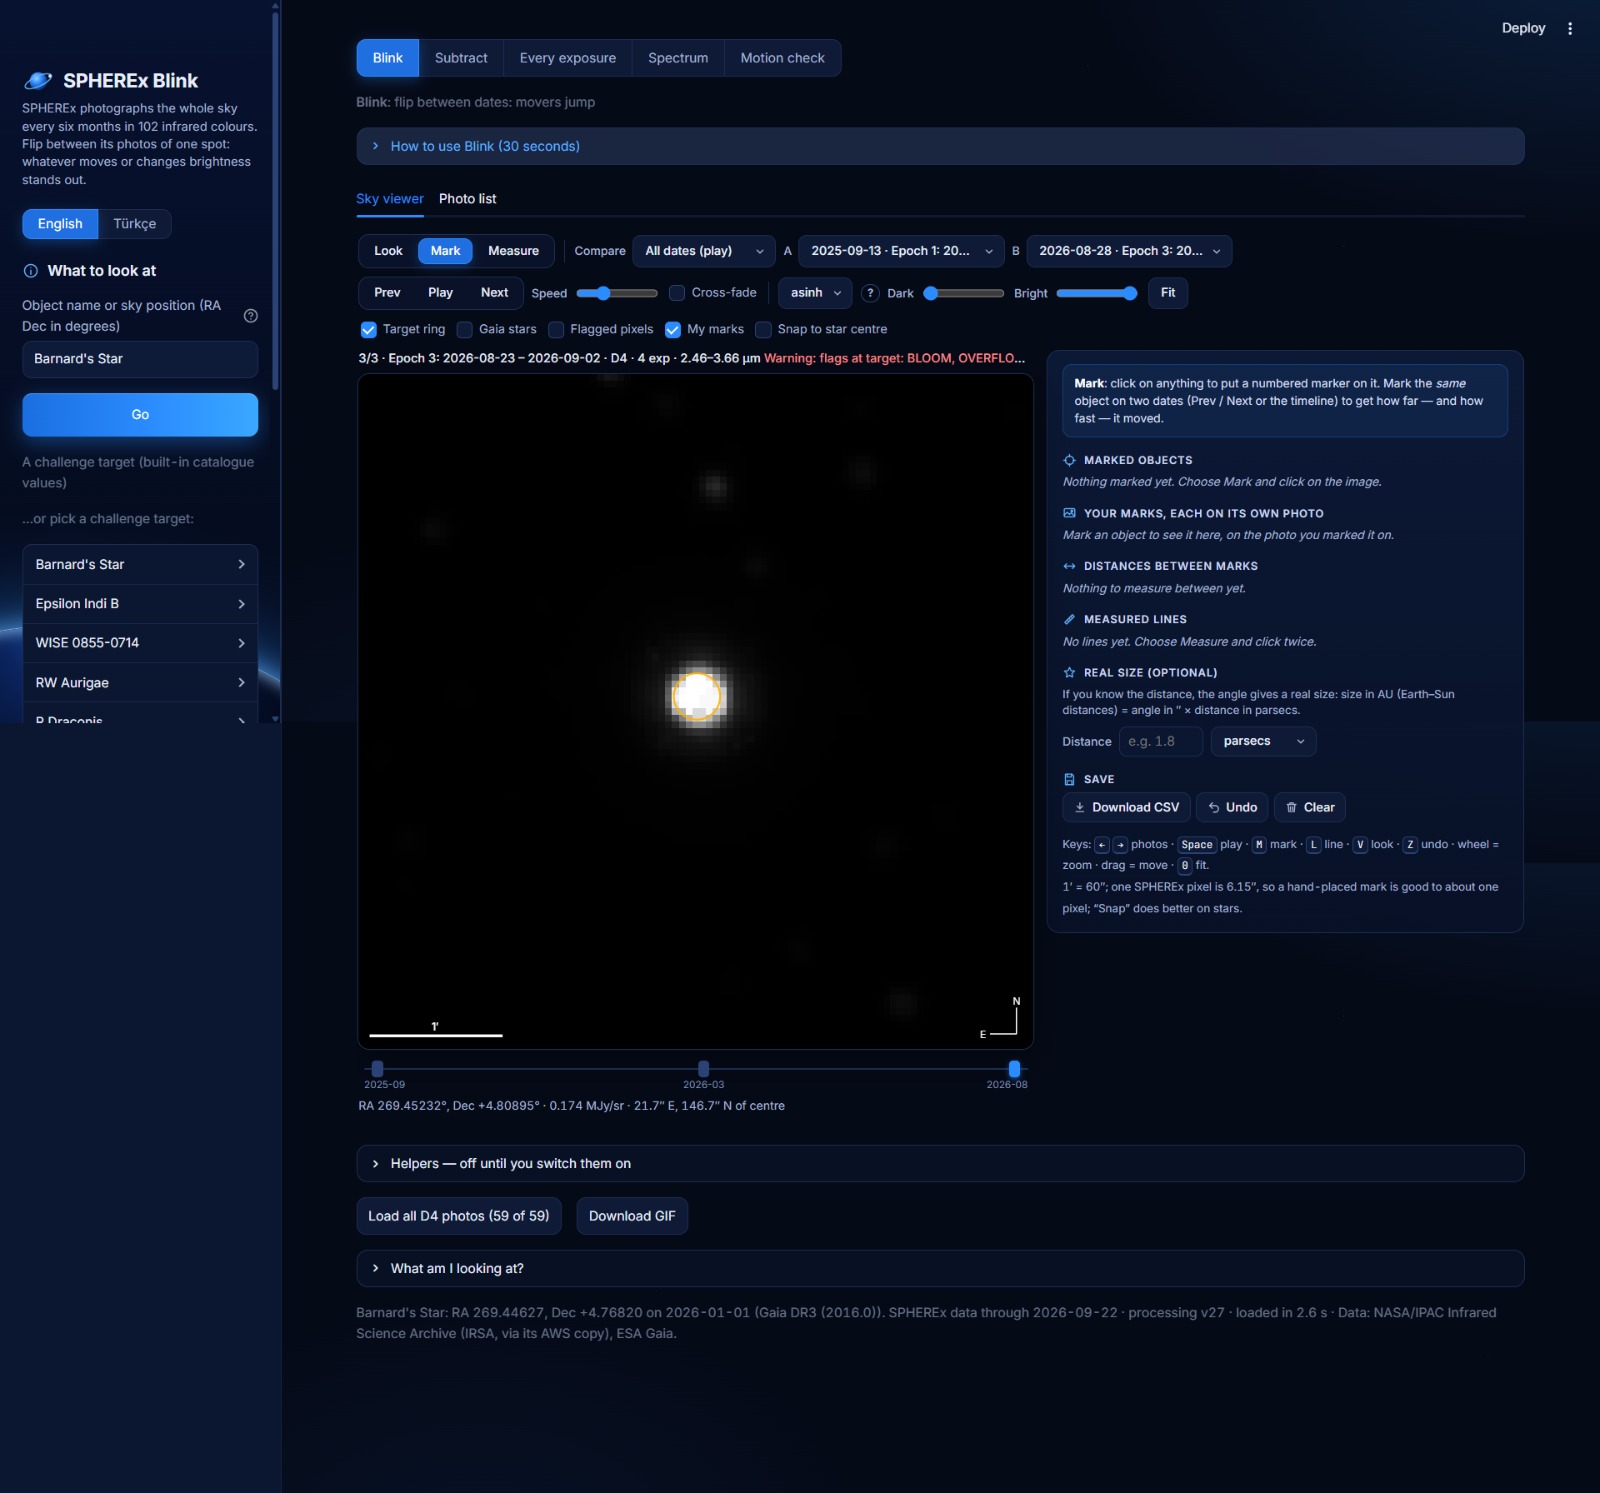 Deploy
SPHEREx Blink
SPHEREx photographs the whole sky
every six months in 102 infrared colours.
Flip between its photos of one spot:
whatever moves or changes brightness
stands out.
English Türkçe
What to look at
Object name or sky position (RA
Dec in degrees)
Barnard's Star
Go
A challenge target (built-in catalogue
values)
...or pick a challenge target:
Barnard's Star
Epsilon Indi B
WISE 0855-0714
RW Aurigae
R Draconis
Blink Subtract Every exposure Spectrum Motion check
Blink: flip between dates: movers jump
How to use Blink (30 seconds)
Sky viewer Photo list
Look Mark Measure Compare All dates (play) A 2025-09-13 · Epoch 1: 20... B 2026-08-28 · Epoch 3: 20...
Prev Play Next Speed Cross-fade asinh ? Dark Bright Fit
Target ring Gaia stars Flagged pixels My marks Snap to star centre
3/3 · Epoch 3: 2026-08-23 – 2026-09-02 · D4 · 4 exp · 2.46–3.66 µm Warning: flags at target: BLOOM, OVERFLO...
1′
N
E
2025-09 2026-03 2026-08
RA 269.45232°, Dec +4.80895° · 0.174 MJy/sr · 21.7″ E, 146.7″ N of centre
Mark: click on anything to put a numbered marker on it. Mark the same
object on two dates (Prev / Next or the timeline) to get how far — and how
fast — it moved.
MARKED OBJECTS
Nothing marked yet. Choose Mark and click on the image.
YOUR MARKS, EACH ON ITS OWN PHOTO
Mark an object to see it here, on the photo you marked it on.
DISTANCES BETWEEN MARKS
Nothing to measure between yet.
MEASURED LINES
No lines yet. Choose Measure and click twice.
REAL SIZE (OPTIONAL)
If you know the distance, the angle gives a real size: size in AU (Earth–Sun
distances) = angle in ″ × distance in parsecs.
Distance e.g. 1.8 parsecs
SAVE
Download CSV Undo Clear
Keys: ← → photos · Space play · M mark · L line · V look · Z undo · wheel =
zoom · drag = move · 0 fit.
1′ = 60″; one SPHEREx pixel is 6.15″, so a hand-placed mark is good to about one
pixel; “Snap” does better on stars.
Helpers — off until you switch them on
Load all D4 photos (59 of 59) Download GIF
What am I looking at?
Barnard's Star: RA 269.44627, Dec +4.76820 on 2026-01-01 (Gaia DR3 (2016.0)). SPHEREx data through 2026-09-22 · processing v27 · loaded in 2.6 s · Data: NASA/IPAC Infrared
Science Archive (IRSA, via its AWS copy), ESA Gaia.